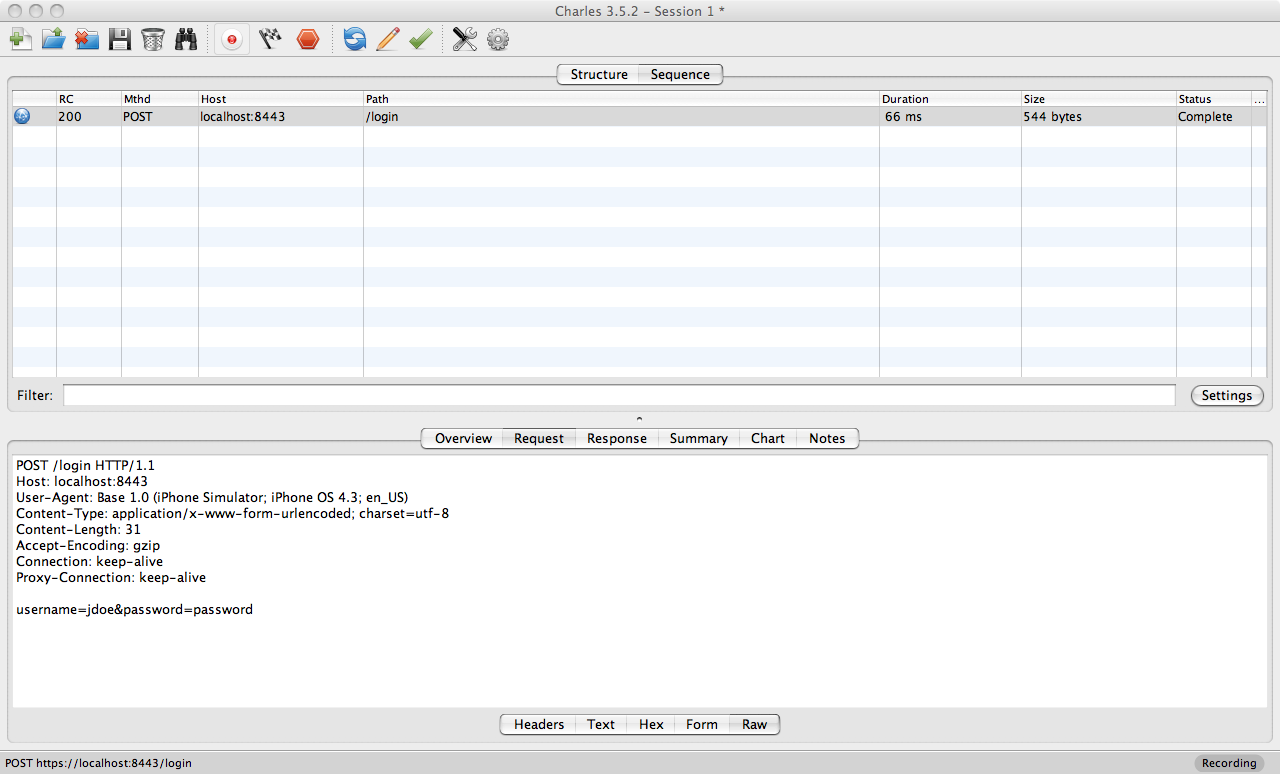 Charles 3.5.2 – Session 1 *
Structure Sequence
RC Mthd Host Path Duration Size Status ...
200 POST localhost:8443 /login 66 ms 544 bytes Complete
Filter: Settings
Overview Request Response Summary Chart Notes
POST /login HTTP/1.1
Host: localhost:8443
User-Agent: Base 1.0 (iPhone Simulator; iPhone OS 4.3; en_US)
Content-Type: application/x-www-form-urlencoded; charset=utf-8
Content-Length: 31
Accept-Encoding: gzip
Connection: keep-alive
Proxy-Connection: keep-alive
username=jdoe&password=password
Headers Text Hex Form Raw
POST https://localhost:8443/login Recording